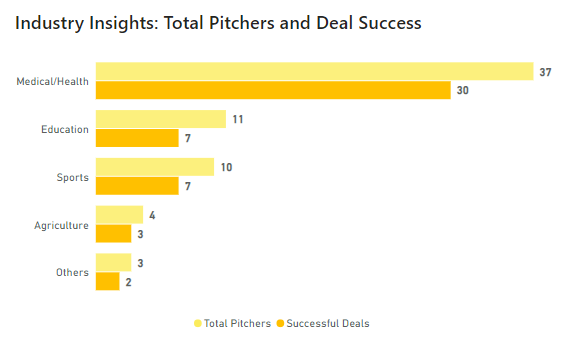 Industry Insights: Total Pitchers and Deal Success
Medical/Health
37
30
Education
11
7
Sports
10
7
Agriculture
4
3
Others
3
2
Total Pitchers Successful Deals